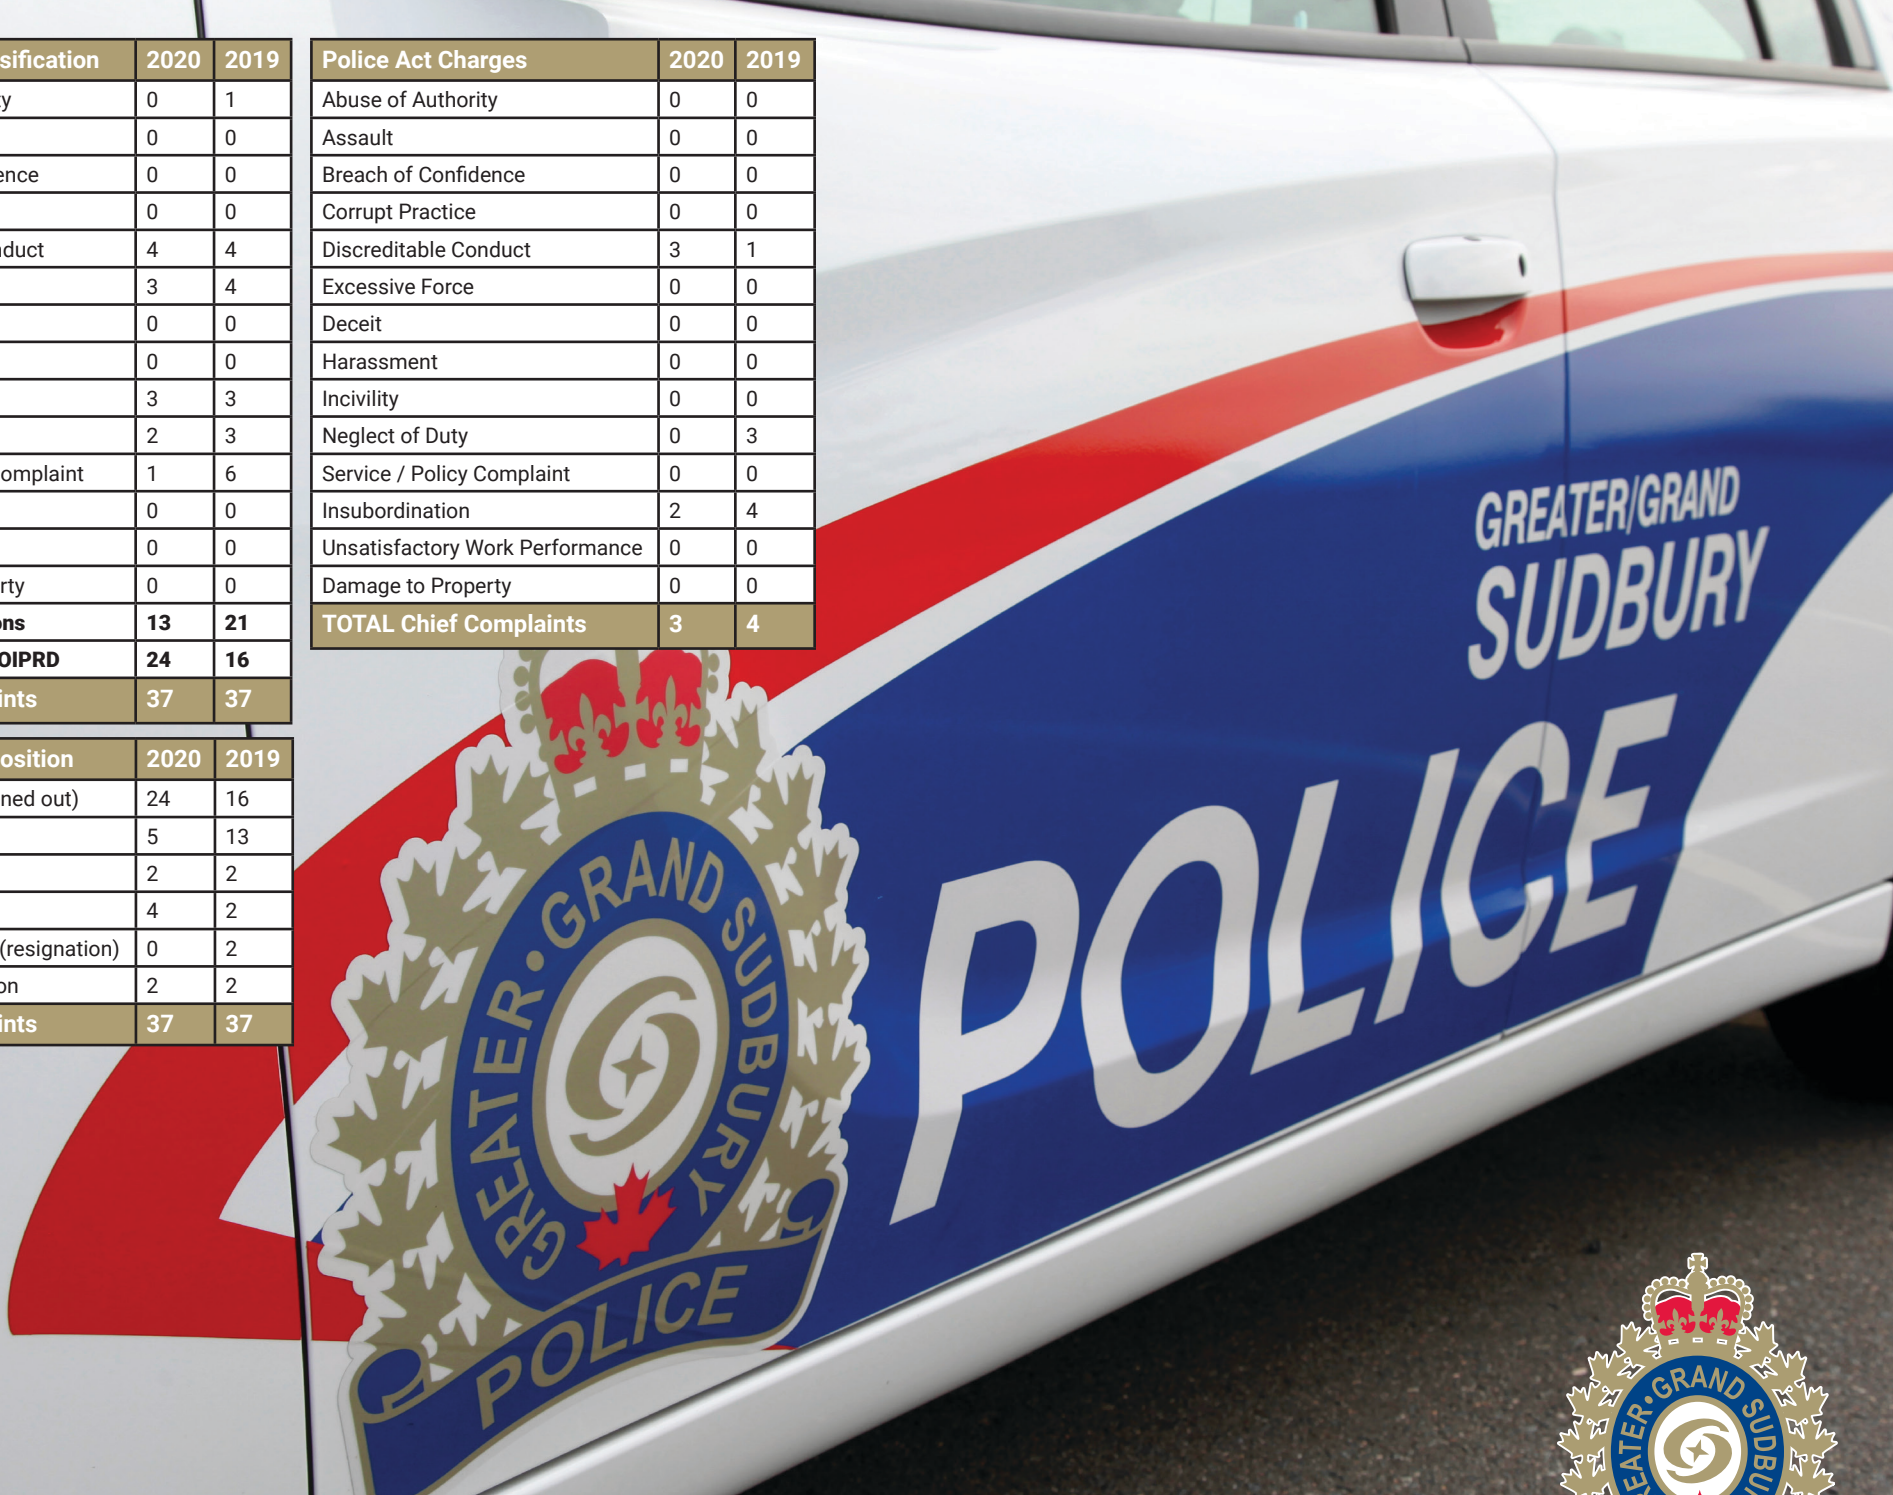 sification 2020 2019
y 0 1
0 0
ence 0 0
0 0
nduct 4 4
3 4
0 0
0 0
3 3
2 3
omplaint 1 6
0 0
0 0
rty 0 0
ons 13 21
OIPRD 24 16
ints 37 37
osition 2020 2019
ned out) 24 16
5 13
2 2
4 2
(resignation) 0 2
on 2 2
ints 37 37
Police Act Charges 2020 2019
Abuse of Authority 0 0
Assault 0 0
Breach of Confidence 0 0
Corrupt Practice 0 0
Discreditable Conduct 3 1
Excessive Force 0 0
Deceit 0 0
Harassment 0 0
Incivility 0 0
Neglect of Duty 0 3
Service / Policy Complaint 0 0
Insubordination 2 4
Unsatisfactory Work Performance 0 0
Damage to Property 0 0
TOTAL Chief Complaints 3 4
GREATER/GRAND
SUDBURY
POLICE
GREATER•GRAND SUDBURY
POLICE
REATER•GRAND SUDBU